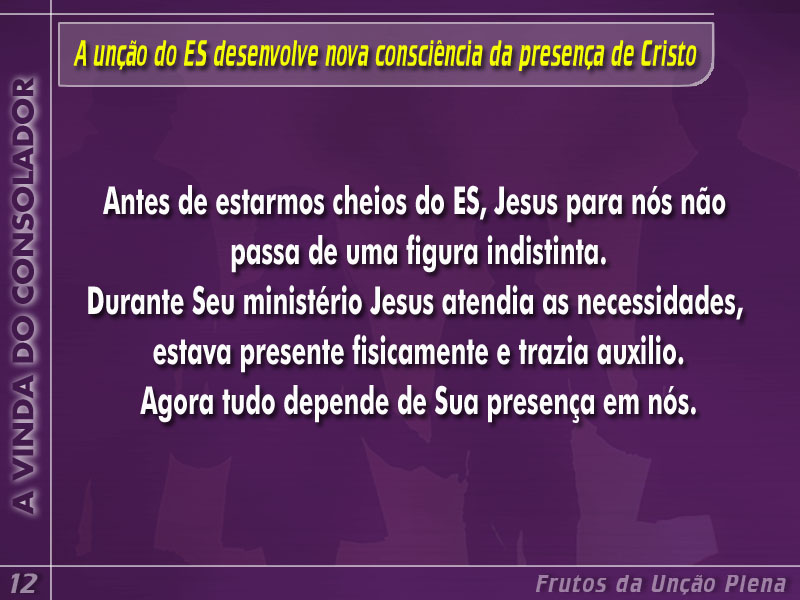 A unção do ES desenvolve nova consciência da presença de Cristo
A VINDA DO CONSOLADOR
Antes de estarmos cheios do ES, Jesus para nós não
passa de uma figura indistinta.
Durante Seu ministério Jesus atendia as necessidades,
estava presente fisicamente e trazia auxilio.
Agora tudo depende de Sua presença em nós.
12
Frutos da Unção Plena